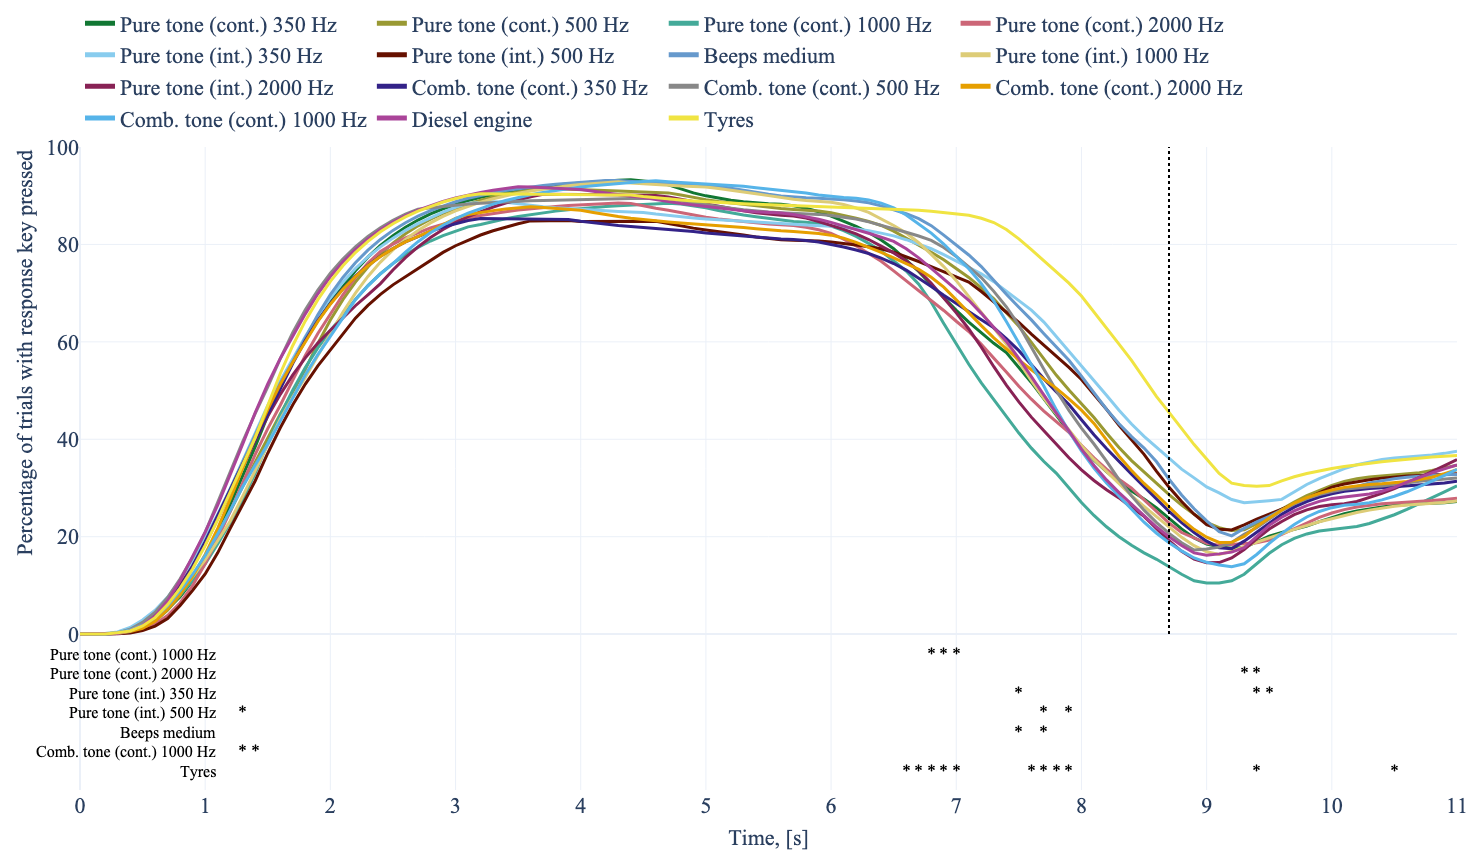 Pure tone (cont.) 350 Hz Pure tone (cont.) 500 Hz Pure tone (cont.) 1000 Hz Pure tone (cont.) 2000 Hz
Pure tone (int.) 350 Hz Pure tone (int.) 500 Hz Beeps medium Pure tone (int.) 1000 Hz
Pure tone (int.) 2000 Hz Comb. tone (cont.) 350 Hz Comb. tone (cont.) 500 Hz Comb. tone (cont.) 2000 Hz
Comb. tone (cont.) 1000 Hz Diesel engine Tyres
Percentage of trials with response key pressed
100
80
60
40
20
0
Pure tone (cont.) 1000 Hz * * *
Pure tone (cont.) 2000 Hz * *
Pure tone (int.) 350 Hz * * *
Pure tone (int.) 500 Hz * * *
Beeps medium * *
Comb. tone (cont.) 1000 Hz * *
Tyres * * * * * * * * * * *
0 1 2 3 4 5 6 7 8 9 10 11
Time, [s]